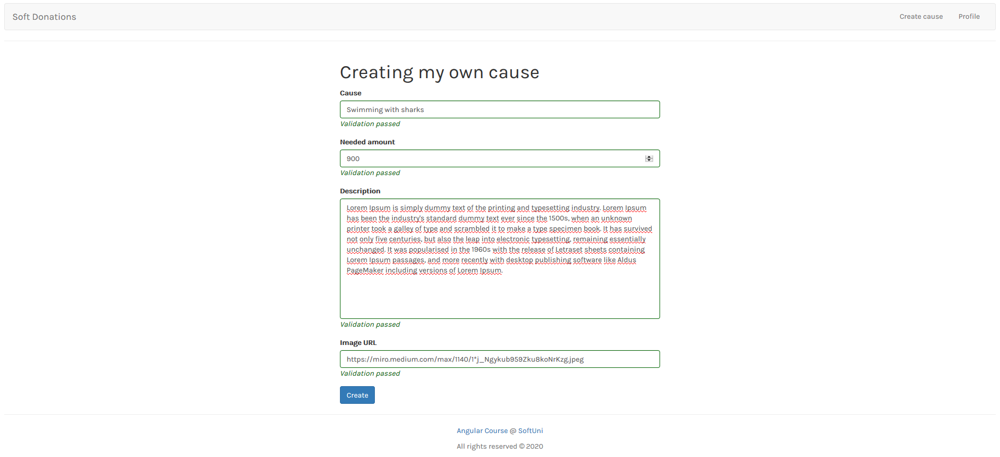 Soft Donations
Create cause
Profile
Creating my own cause
Cause
Swimming with sharks
Validation passed
Needed amount
900
Validation passed
Description
Lorem Ipsum is simply dummy text of the printing and typesetting industry. Lorem Ipsum
has been the industry's standard dummy text ever since the 1500s, when an unknown
printer took a galley of type and scrambled it to make a type specimen book. It has survived
not only five centuries, but also the leap into electronic typesetting, remaining essentially
unchanged. It was popularised in the 1960s with the release of Letraset sheets containing
Lorem Ipsum passages, and more recently with desktop publishing software like Aldus
PageMaker including versions of Lorem Ipsum.
Validation passed
Image URL
https://miro.medium.com/max/1140/1*j_Ngykub959Zku8koNrKzg.jpeg
Validation passed
Create
Angular Course @ SoftUni
All rights reserved © 2020